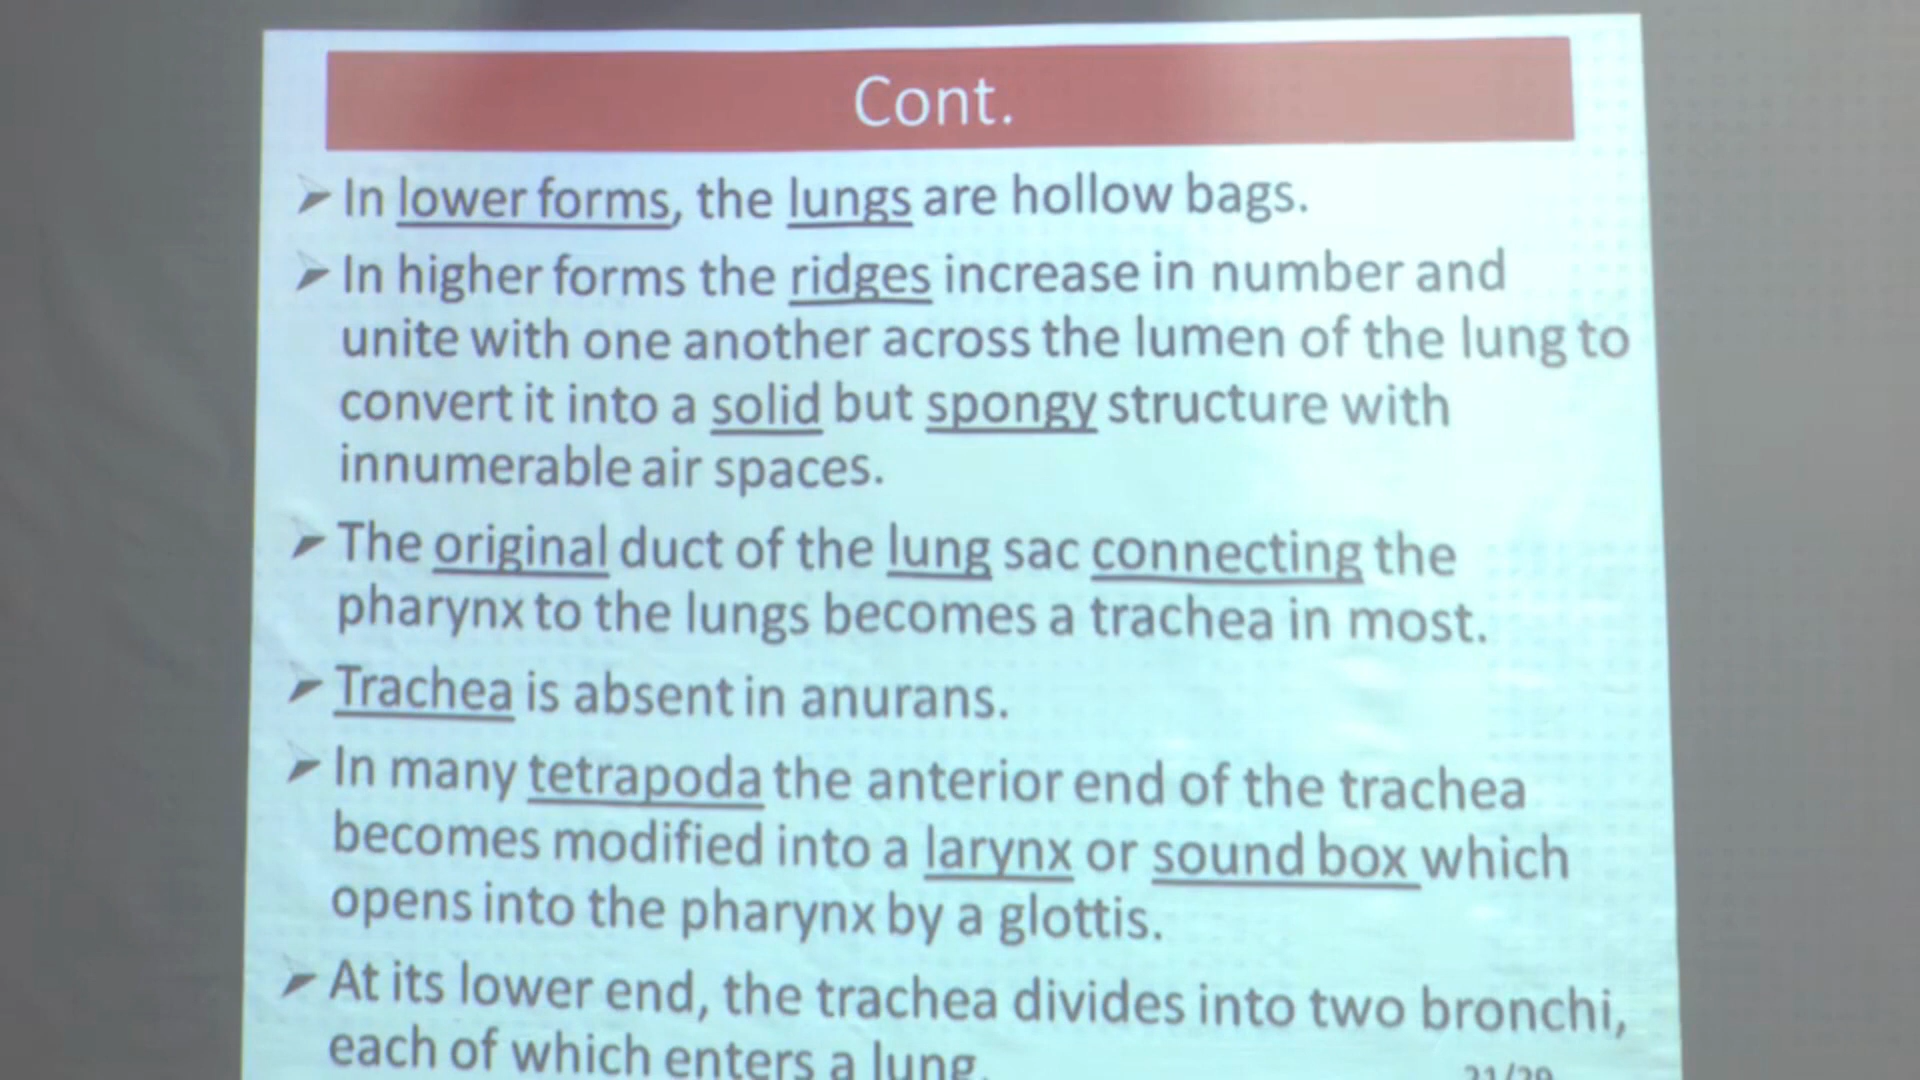 Cont.
In lower forms, the lungs are hollow bags.
In higher forms the ridges increase in number and
unite with one another across the lumen of the lung to
convert it into a solid but spongy structure with
innumerable air spaces.
The original duct of the lung sac connecting the
pharynx to the lungs becomes a trachea in most.
Trachea is absent in anurans.
In many tetrapoda the anterior end of the trachea
becomes modified into a larynx or sound box which
opens into the pharynx by a glottis.
At its lower end, the trachea divides into two bronchi,
each of which enters a lung.